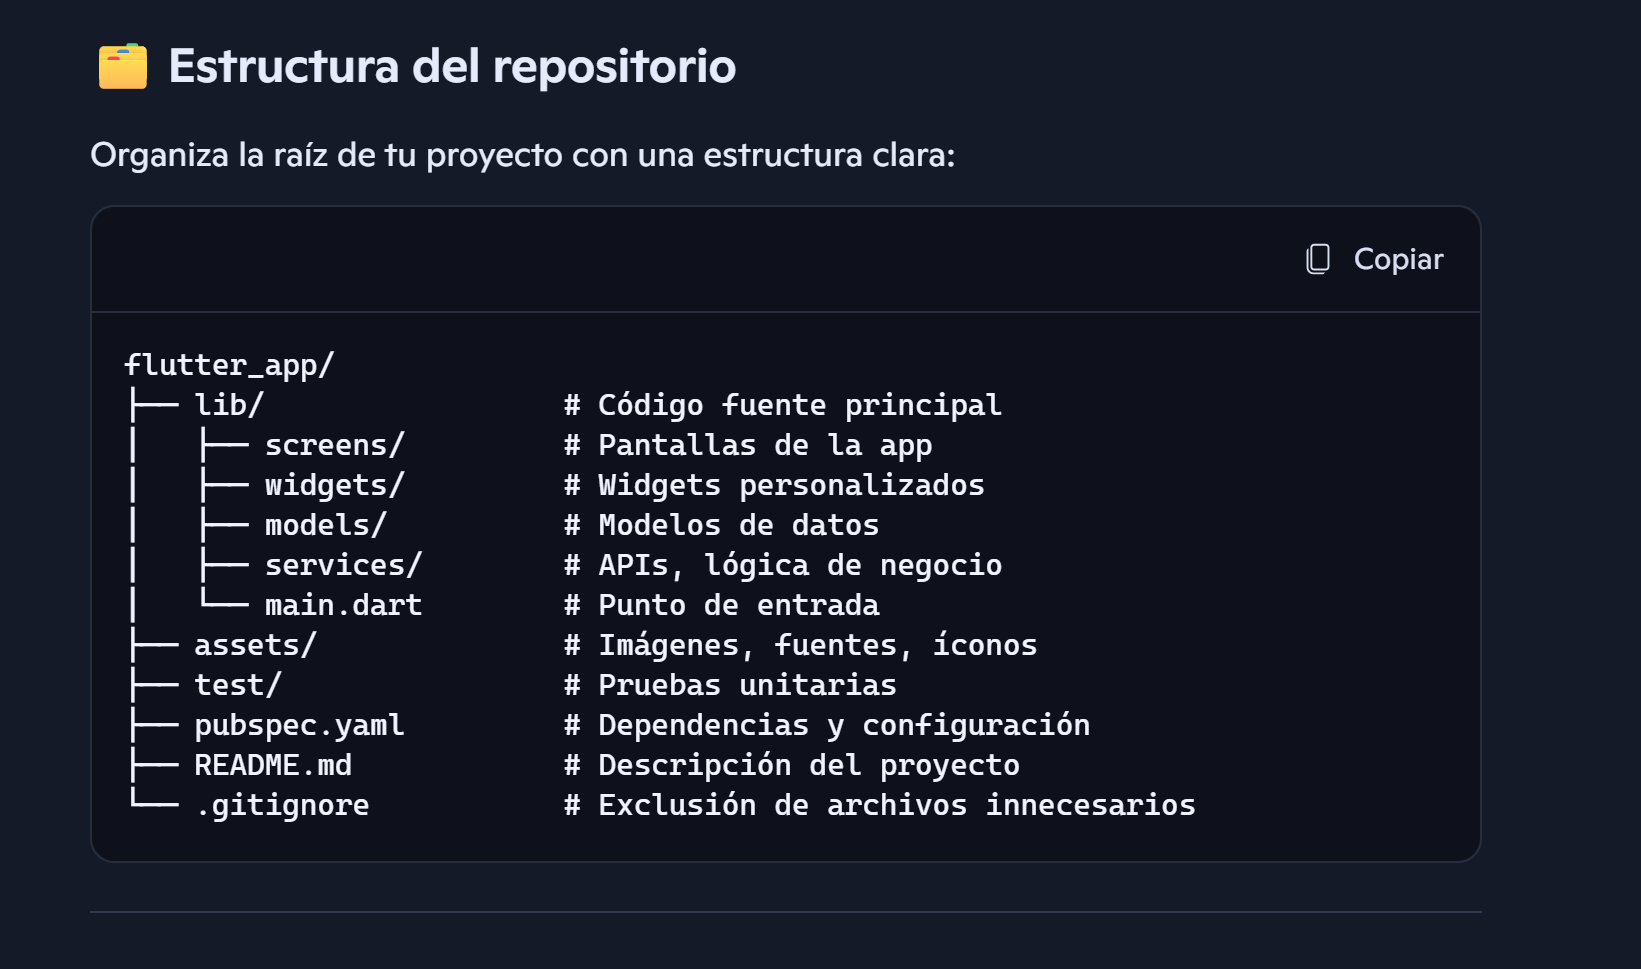 🗂️ Estructura del repositorio
Organiza la raíz de tu proyecto con una estructura clara:
Copiar
flutter_app/
├── lib/                 # Código fuente principal
│   ├── screens/         # Pantallas de la app
│   ├── widgets/         # Widgets personalizados
│   ├── models/          # Modelos de datos
│   ├── services/        # APIs, lógica de negocio
│   └── main.dart        # Punto de entrada
├── assets/              # Imágenes, fuentes, íconos
├── test/                # Pruebas unitarias
├── pubspec.yaml         # Dependencias y configuración
├── README.md            # Descripción del proyecto
└── .gitignore           # Exclusión de archivos innecesarios